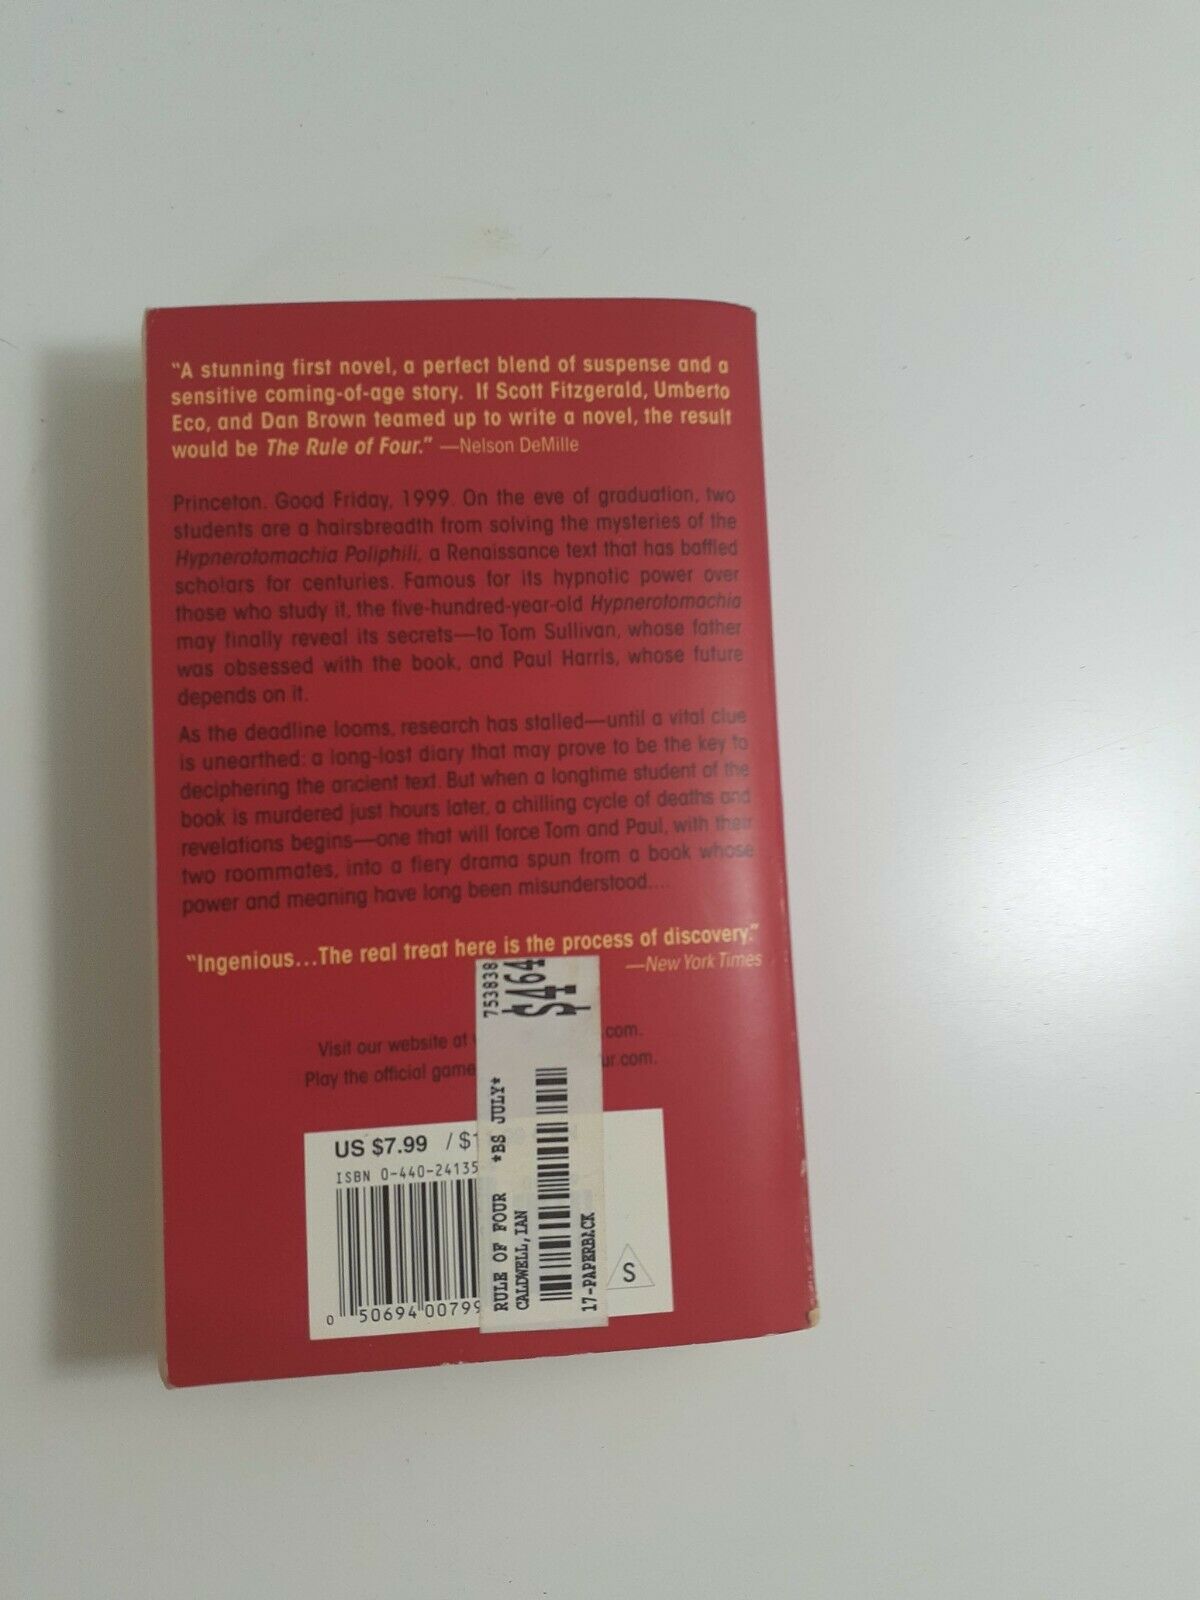 "A stunning first novel, a perfect blend of suspense and a
sensitive coming-of-age story. If Scott Fitzgerald, Umberto
Eco, and Dan Brown teamed up to write a novel, the result
would be The Rule of Four." —Nelson DeMille
Princeton. Good Friday, 1999. On the eve of graduation, two
students are a hairsbreadth from solving the mysteries of the
Hypnerotomachia Poliphili, a Renaissance text that has baffled
scholars for centuries. Famous for its hypnotic power over
those who study it, the five-hundred-year-old Hypnerotomachia
may finally reveal its secrets—to Tom Sullivan, whose father
was obsessed with the book, and Paul Harris, whose future
depends on it.
As the deadline looms, research has stalled—until a vital clue
is unearthed: a long-lost diary that may prove to be the key to
deciphering the ancient text. But when a longtime student of the
book is murdered just hours later, a chilling cycle of deaths and
revelations begins—one that will force Tom and Paul, with their
two roommates, into a fiery drama spun from a book whose
power and meaning have long been misunderstood....
"Ingenious...The real treat here is the process of discovery."
—New York Times
Visit our website at .com.
Play the official game ur.com.
US $7.99 / $1
ISBN 0-440-24135
0 50694 00799
S
753838
$464
RULE OF FOUR *BS JULY*
CALDWELL,IAN
17-PAPERBACK